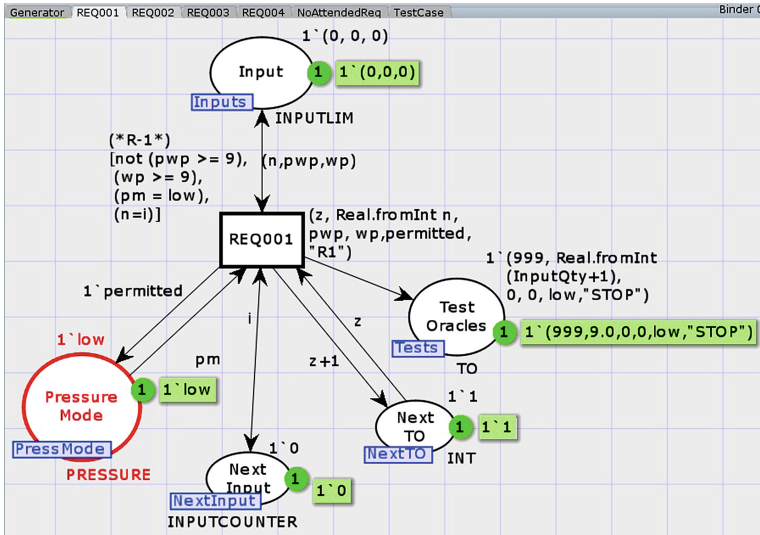 Generator REQ001 REQ002 REQ003 REQ004 NoAttendedReq TestCase Binder
1`(0, 0, 0)
Input
1 1`(0,0,0)
Inputs
INPUTLIM
(*R-1*)
[not (pwp >= 9),
(wp >= 9),
(pm = low),
(n=i)]
(n,pwp,wp)
REQ001
(z, Real.fromInt n,
pwp, wp,permitted,
"R1")
1`(999, Real.fromInt
(InputQty+1),
0, 0, low,"STOP")
Test
Oracles
1 1`(999,9.0,0,0,low,"STOP")
Tests
TO
1`permitted
i
z
pm
z+1
1`low
Pressure
Mode
1 1`low
PressMode
PRESSURE
1`1
Next
TO
1 1`1
NextTO
INT
1`0
Next
Input
1 1`0
NextInput
INPUTCOUNTER